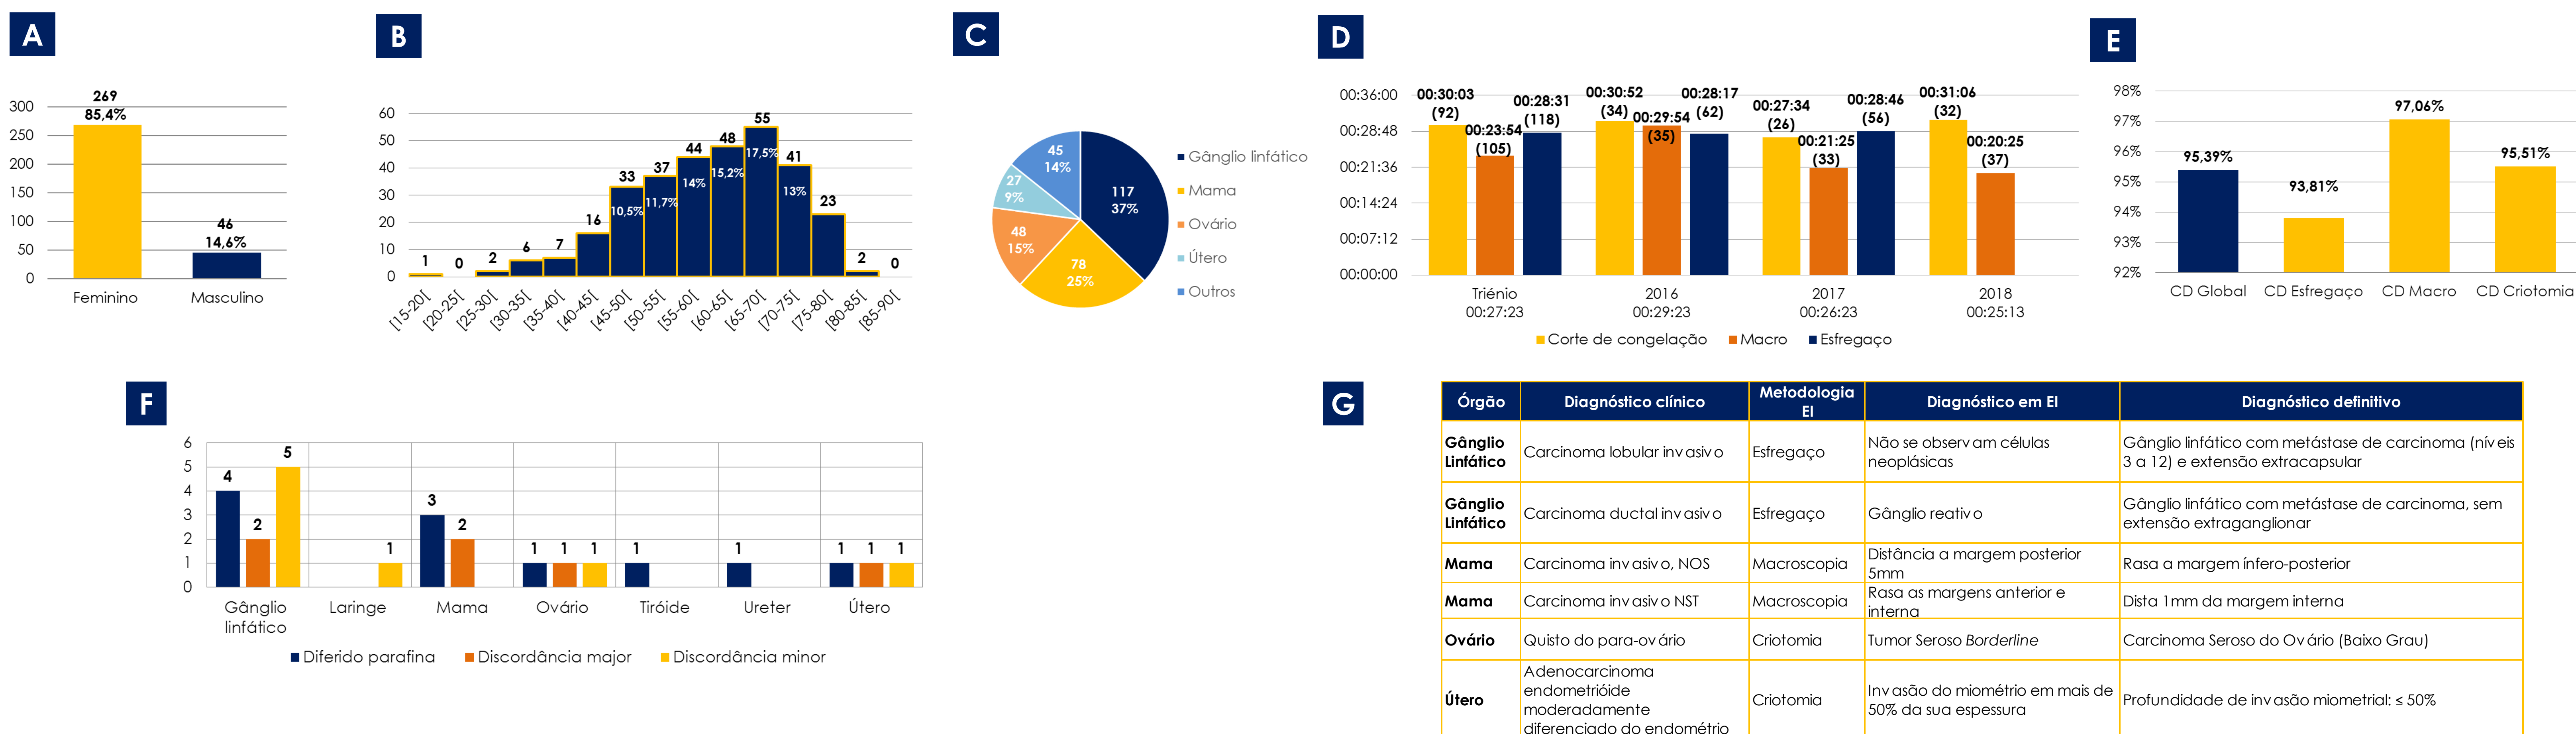 A
300
250
200
150
100
50
0
269
85,4%
46
14,6%
Feminino
Masculino
B
60
50
40
30
20
10
0
1
0
2
6
7
16
33
10,5%
37
11,7%
44
14%
48
15,2%
55
17,5%
41
13%
23
2
0
[15-20[
[20-25[
[25-30[
[30-35[
[35-40[
[40-45[
[45-50[
[50-55[
[55-60[
[60-65[
[65-70[
[70-75[
[75-80[
[80-85[
[85-90[
C
117
37%
78
25%
48
15%
27
9%
45
14%
Gânglio linfático
Mama
Ovário
Útero
Outros
D
00:36:00
00:28:48
00:21:36
00:14:24
00:07:12
00:00:00
00:30:03
(92)
00:23:54
(105)
00:28:31
(118)
00:30:52
(34)
00:29:54
(35)
00:28:17
(62)
00:27:34
(26)
00:21:25
(33)
00:28:46
(56)
00:31:06
(32)
00:20:25
(37)
Triénio
00:27:23
2016
00:29:23
2017
00:26:23
2018
00:25:13
Corte de congelação
Macro
Esfregaço
E
98%
97%
96%
95%
94%
93%
92%
95,39%
93,81%
97,06%
95,51%
CD Global
CD Esfregaço
CD Macro
CD Criotomia
F
6
5
4
3
2
1
0
4
2
5
1
3
2
1
1
1
1
1
1
1
1
Gânglio
linfático
Laringe
Mama
Ovário
Tiróide
Ureter
Útero
Diferido parafina
Discordância major
Discordância minor
G
Órgão
Diagnóstico clínico
Metodologia
EI
Diagnóstico em EI
Diagnóstico definitivo
Gânglio
Linfático
Carcinoma lobular invasivo
Esfregaço
Não se observam células
neoplásicas
Gânglio linfático com metástase de carcinoma (níveis
3 a 12) e extensão extracapsular
Gânglio
Linfático
Carcinoma ductal invasivo
Esfregaço
Gânglio reativo
Gânglio linfático com metástase de carcinoma, sem
extensão extraganglionar
Mama
Carcinoma invasivo, NOS
Macroscopia
Distância a margem posterior
5mm
Rasa a margem ínfero-posterior
Mama
Carcinoma invasivo NST
Macroscopia
Rasa as margens anterior e
interna
Dista 1mm da margem interna
Ovário
Quisto do para-ovário
Criotomia
Tumor Seroso Borderline
Carcinoma Seroso do Ovário (Baixo Grau)
Útero
Adenocarcinoma
endometrióide
moderadamente
diferenciado do endométrio
Criotomia
Invasão do miométrio em mais de
50% da sua espessura
Profundidade de invasão miometrial: ≤ 50%